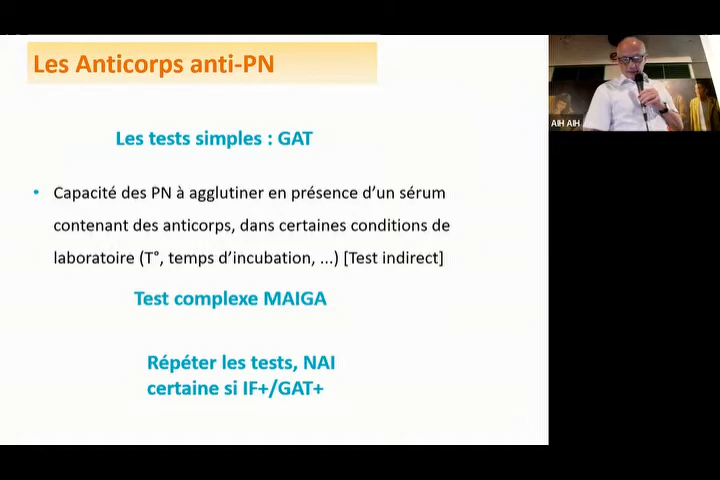 Les Anticorps anti-PN
Les tests simples : GAT
• Capacité des PN à agglutiner en présence d'un sérum
contenant des anticorps, dans certaines conditions de
laboratoire (T°, temps d'incubation, ...) [Test indirect]
Test complexe MAIGA
Répéter les tests, NAI
certaine si IF+/GAT+
AIH AIH